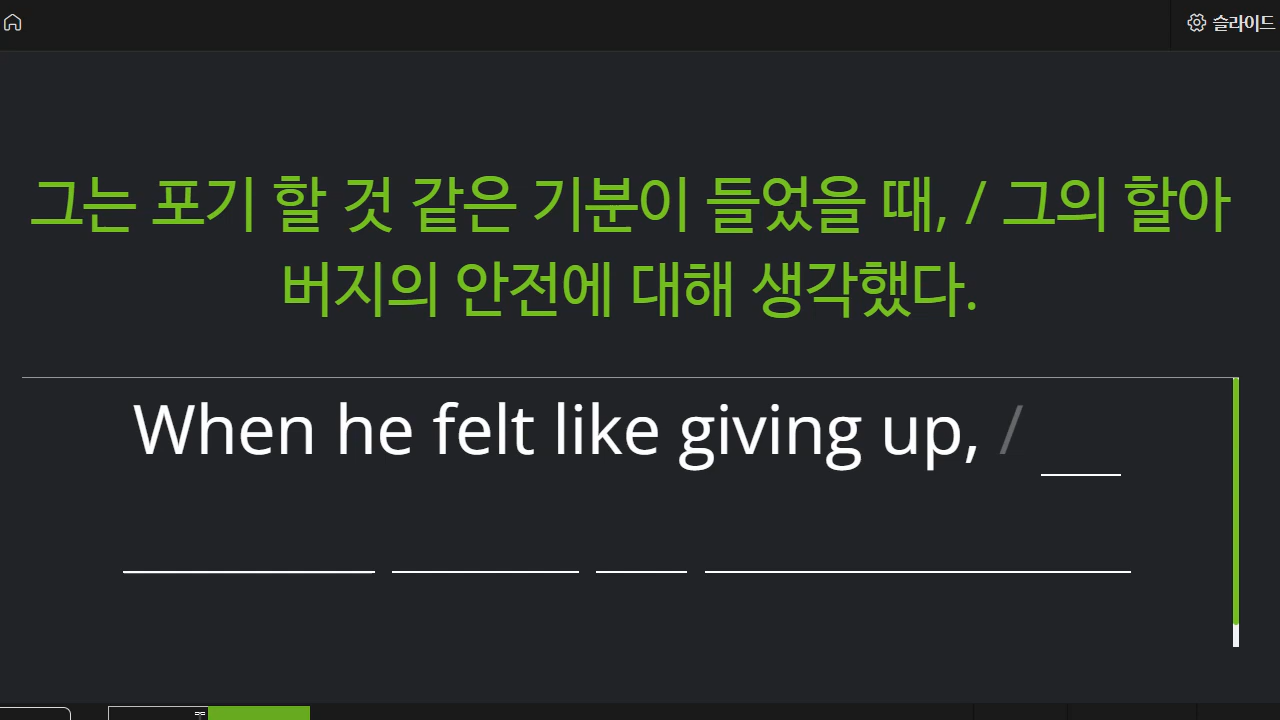 슬라이드
그는 포기 할 것 같은 기분이 들었을 때, / 그의 할아
버지의 안전에 대해 생각했다.
When he felt like giving up, /